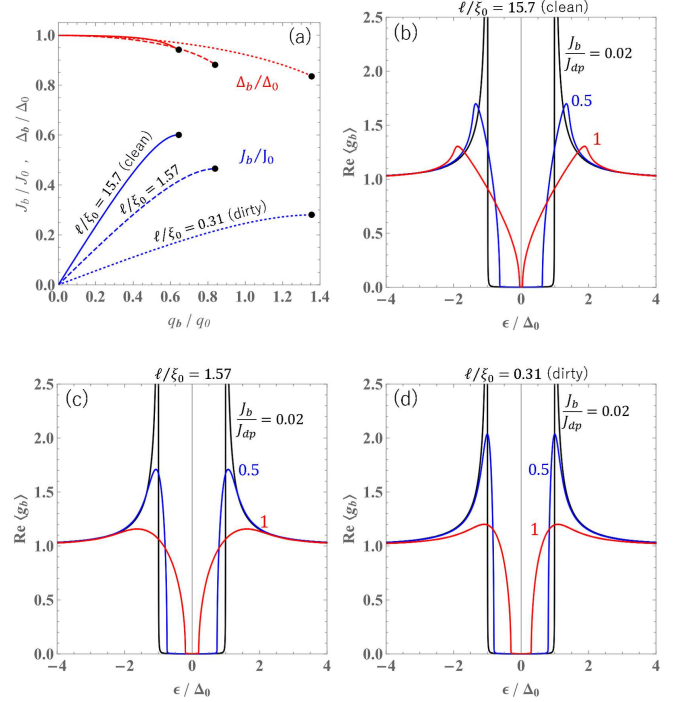 (a)
1.0
0.8
0.6
0.4
0.2
0.0
J_b / J_0 , Δ_b / Δ_0
Δ_b/Δ_0
J_b/J_0
ℓ/ξ_0 = 15.7 (clean)
ℓ/ξ_0 = 1.57
ℓ/ξ_0 = 0.31 (dirty)
0.0 0.2 0.4 0.6 0.8 1.0 1.2 1.4
q_b / q_0
ℓ/ξ_0 = 15.7 (clean)
(b)
J_b/J_dp = 0.02
0.5
1
2.5
2.0
1.5
1.0
0.5
0.0
Re ⟨g_b⟩
−4 −2 0 2 4
ϵ / Δ_0
ℓ/ξ_0 = 1.57
(c)
J_b/J_dp = 0.02
0.5
1
2.5
2.0
1.5
1.0
0.5
0.0
Re ⟨g_b⟩
−4 −2 0 2 4
ϵ / Δ_0
ℓ/ξ_0 = 0.31 (dirty)
(d)
J_b/J_dp = 0.02
0.5
1
2.5
2.0
1.5
1.0
0.5
0.0
Re ⟨g_b⟩
−4 −2 0 2 4
ϵ / Δ_0